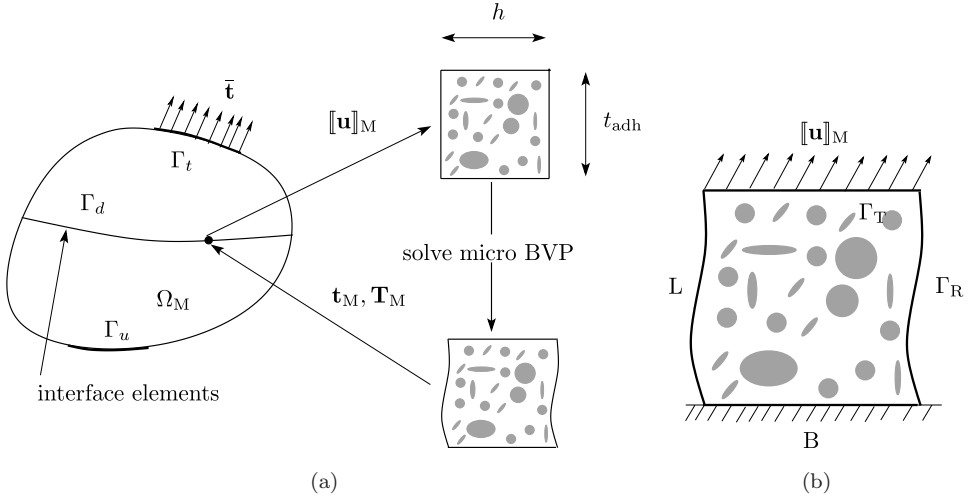 h
t̄
⟦u⟧M
tadh
Γt
⟦u⟧M
Γd
ΓT
solve micro BVP
L
ΓR
tM, TM
ΩM
Γu
interface elements
B
(a)
(b)